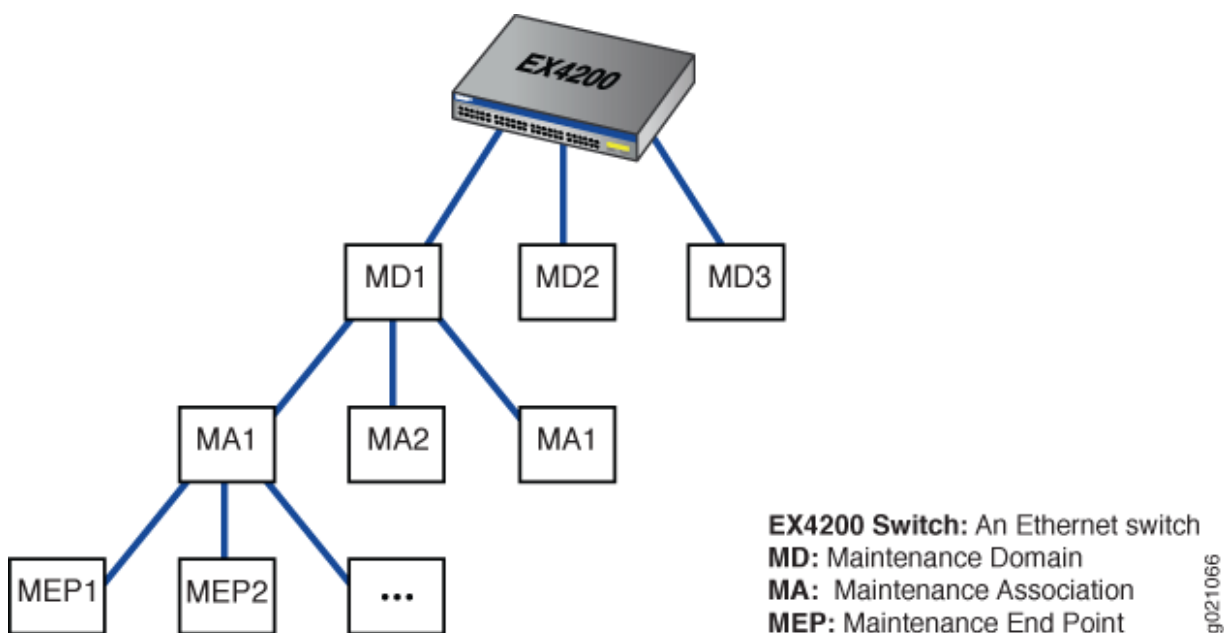 EX4200
MD1 MD2 MD3
MA1 MA2 MA1
MEP1 MEP2 •••
EX4200 Switch: An Ethernet switch
MD: Maintenance Domain
MA: Maintenance Association
MEP: Maintenance End Point
g021066